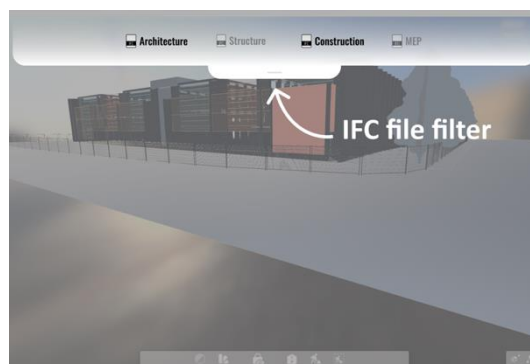 Architecture
Structure
Construction
MEP
IFC file filter